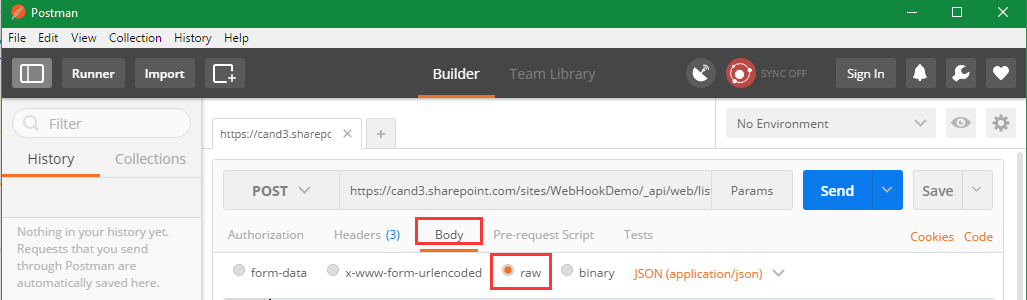 Postman
File Edit View Collection History Help
Runner Import Builder Team Library SYNC OFF Sign In
Filter
https://cand3.sharepc
No Environment
History Collections
POST https://cand3.sharepoint.com/sites/WebHookDemo/_api/web/list Params Send Save
Authorization Headers (3) Body Pre-request Script Tests Cookies Code
Nothing in your history yet.
Requests that you send
through Postman are
automatically saved here.
form-data x-www-form-urlencoded raw binary JSON (application/json)